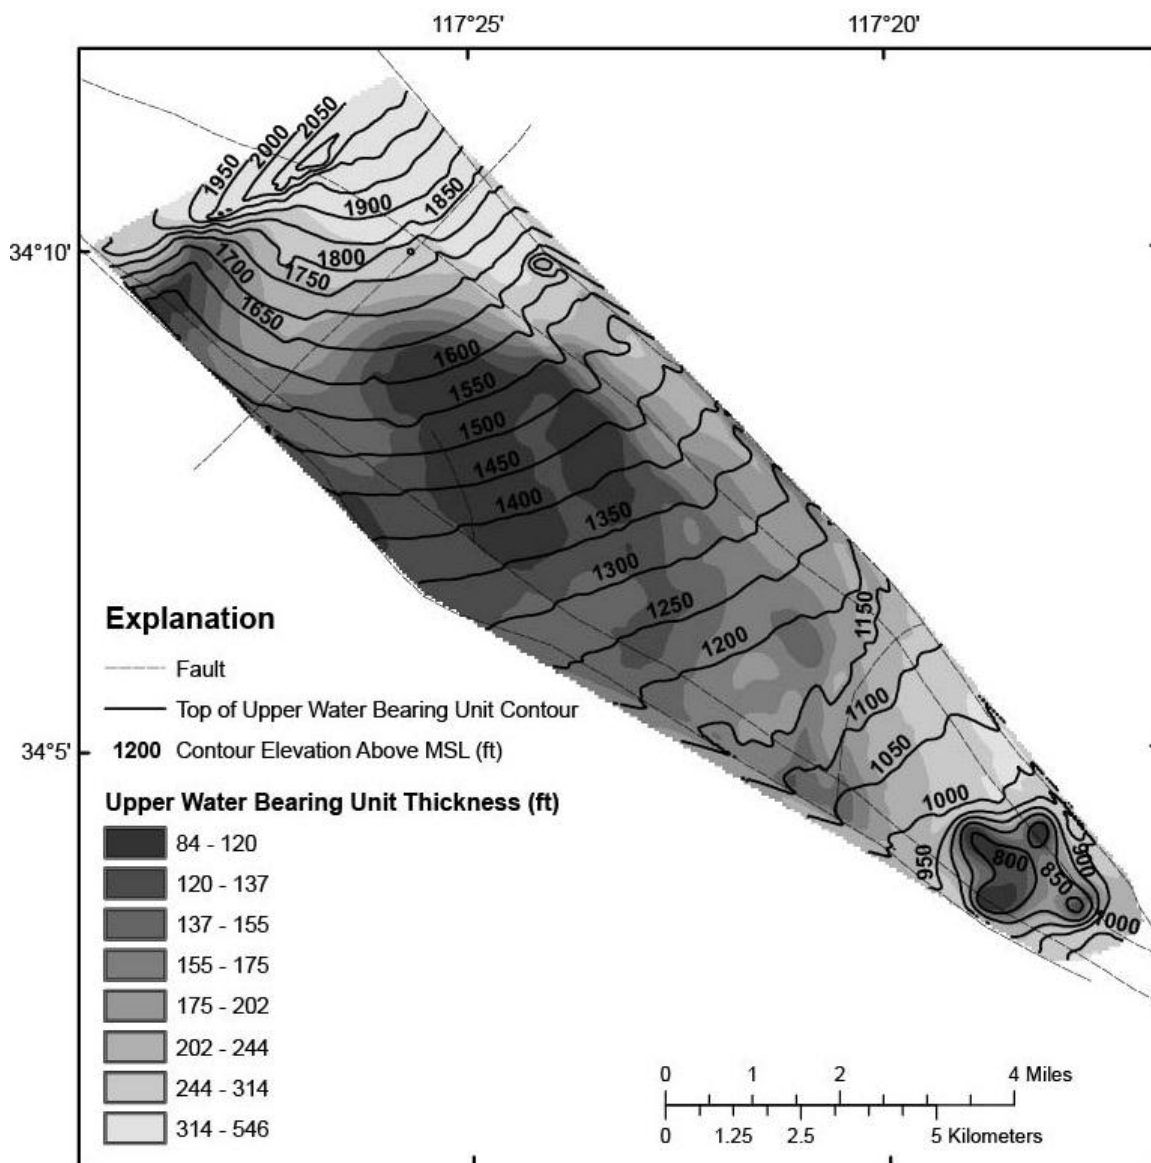 117°25' 117°20'
2050
2000
1950
1850
1900
34°10'
1800
1700
1750
1650
1600
1550
1500
1450
1400
1350
1300
1250
1150
1200
1100
1050
1000
950
800
900
850
1000
34°5'
Explanation
Fault
Top of Upper Water Bearing Unit Contour
1200 Contour Elevation Above MSL (ft)
Upper Water Bearing Unit Thickness (ft)
84 - 120
120 - 137
137 - 155
155 - 175
175 - 202
202 - 244
244 - 314
314 - 546
0 1 2 4 Miles
0 1.25 2.5 5 Kilometers